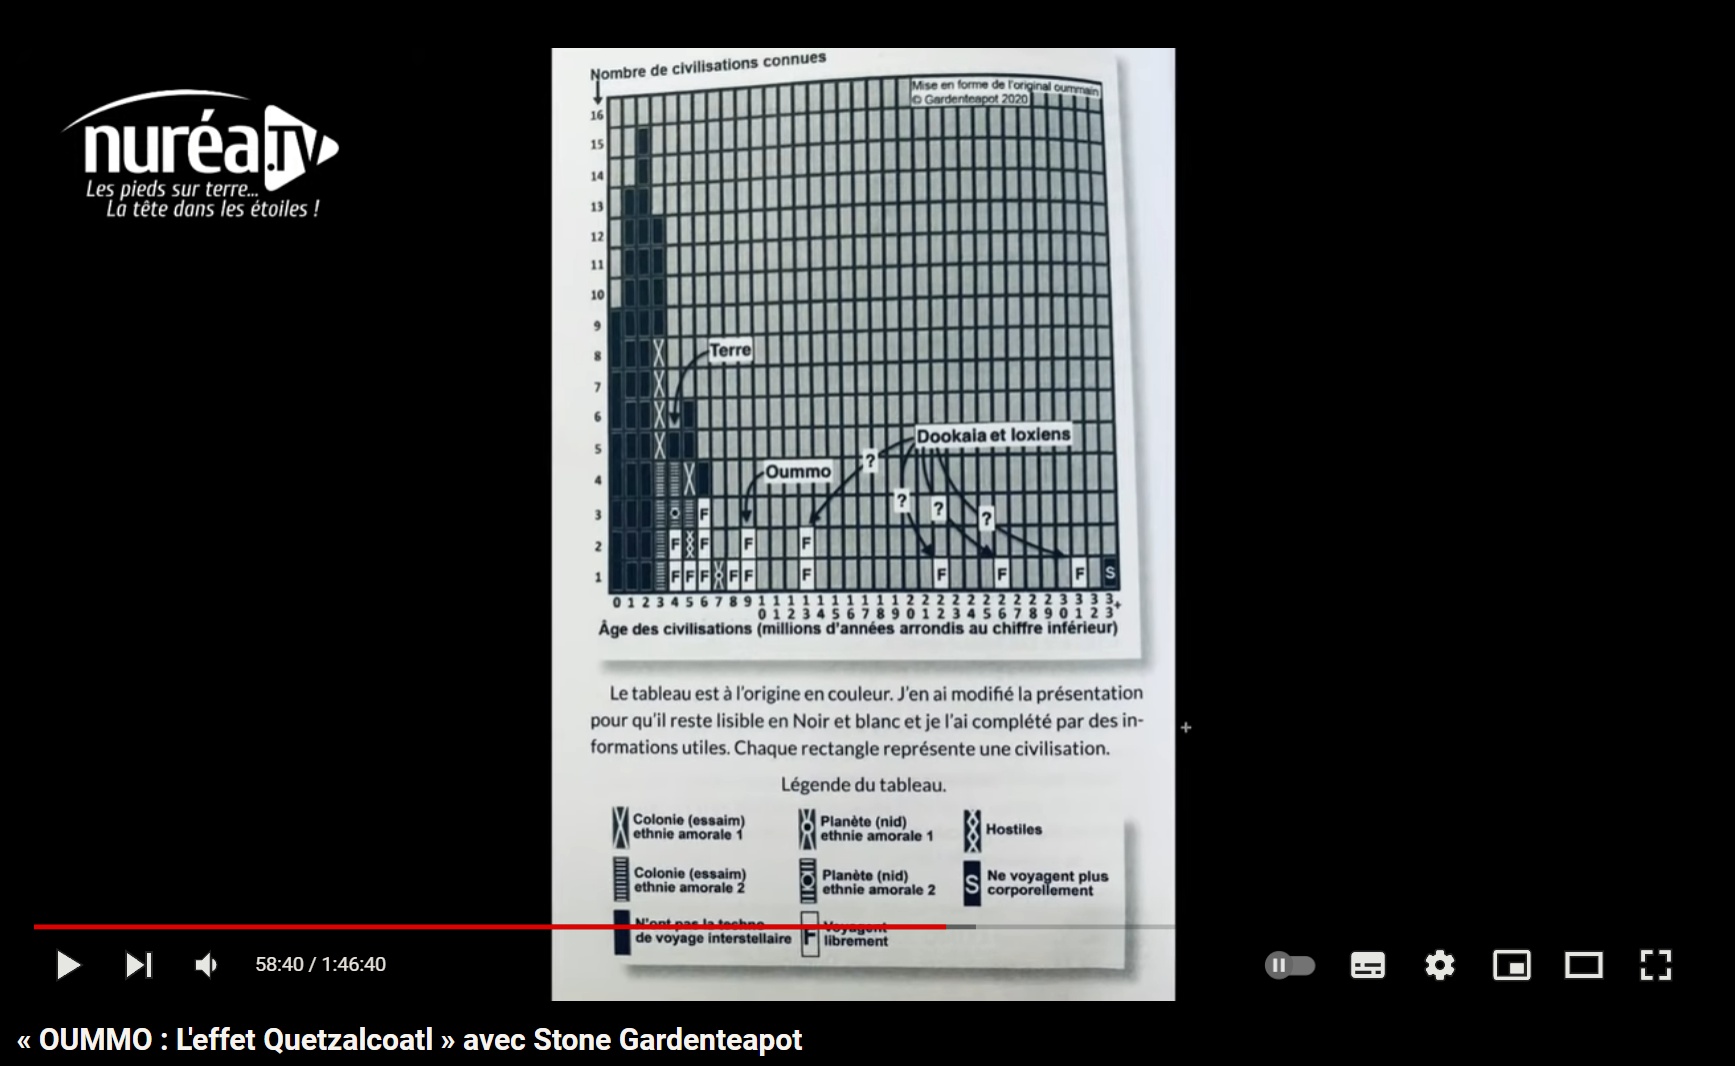 Nombre de civilisations connues
Mise en forme de l'original oummain
© Gardenteapot 2020
nuréa.TV
Les pieds sur terre...
La tête dans les étoiles !
16
15
14
13
12
11
10
9
8
7
6
5
4
3
2
1
Terre
Dookaia et Ioxiens
?
Oummo
? ? ?
F
F F F F
F F F F F F F F F F S
0 1 2 3 4 5 6 7 8 9 10 11 12 13 14 15 16 17 18 19 20 21 22 23 24 25 26 27 28 29 30 31 32 33+
Âge des civilisations (millions d'années arrondis au chiffre inférieur)
Le tableau est à l'origine en couleur. J'en ai modifié la présentation
pour qu'il reste lisible en Noir et blanc et je l'ai complété par des in-
formations utiles. Chaque rectangle représente une civilisation.
Légende du tableau.
Colonie (essaim)
ethnie amorale 1
Planète (nid)
ethnie amorale 1
Hostiles
Colonie (essaim)
ethnie amorale 2
Planète (nid)
ethnie amorale 2
S
Ne voyagent plus
corporellement
N'ont pas la techno
de voyage interstellaire
F
Voyagent
librement
58:40 / 1:46:40
« OUMMO : L'effet Quetzalcoatl » avec Stone Gardenteapot